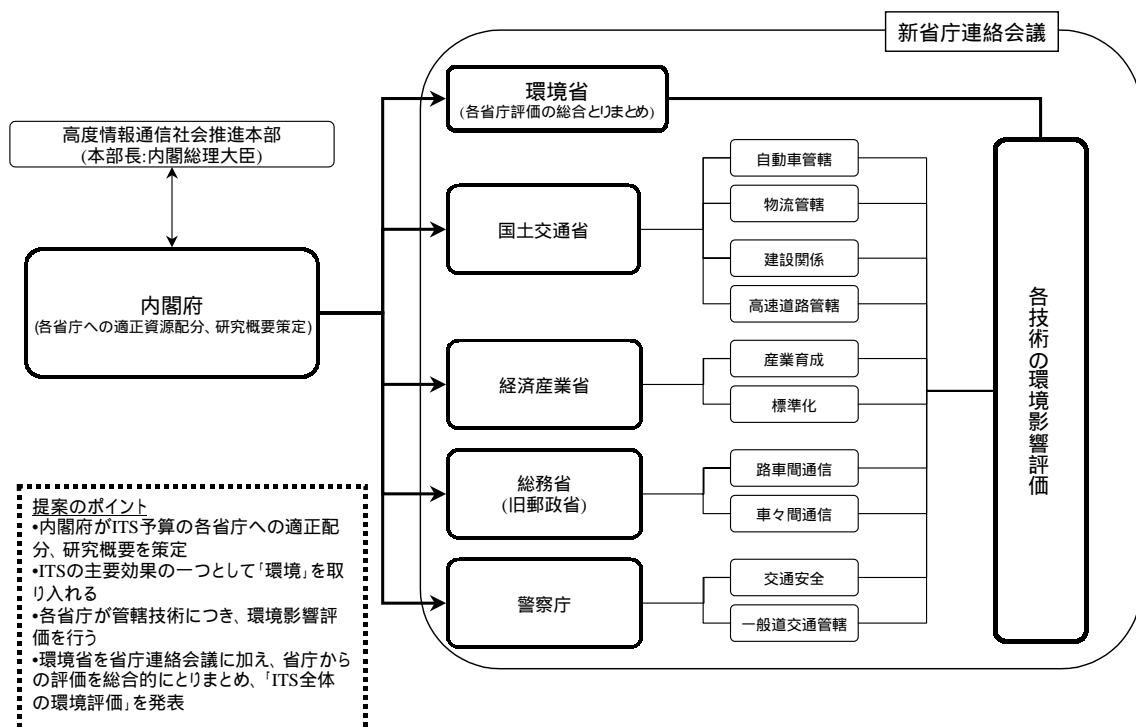 新省庁連絡会議
環境省
(各省庁評価の総合とりまとめ)
高度情報通信社会推進本部
(本部長:内閣総理大臣)
内閣府
(各省庁への適正資源配分、研究概要策定)
国土交通省
自動車管轄
物流管轄
建設関係
高速道路管轄
経済産業省
産業育成
標準化
総務省
(旧郵政省)
路車間通信
車々間通信
警察庁
交通安全
一般道交通管轄
各技術の環境影響評価
提案のポイント
•内閣府がITS予算の各省庁への適正配
分、研究概要を策定
•ITSの主要効果の一つとして「環境」を取
り入れる
•各省庁が管轄技術につき、環境影響評
価を行う
•環境省を省庁連絡会議に加え、省庁から
の評価を総合的にとりまとめ、「ITS全体
の環境評価」を発表